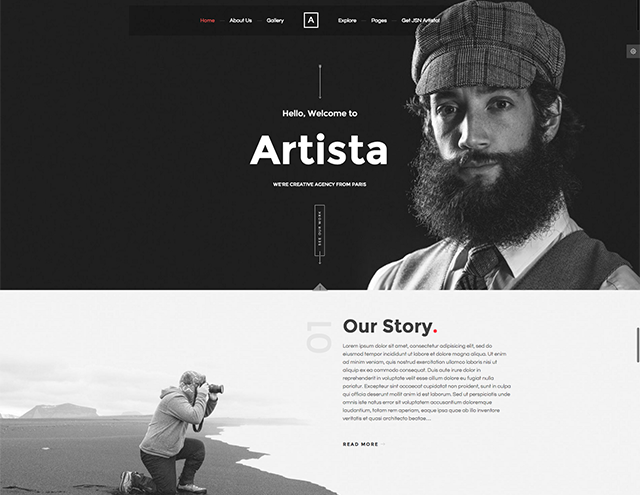 Home
About Us
Gallery
A
Explore
Pages
Get JSN Artista!
Hello, Welcome to
Artista
WE'RE CREATIVE AGENCY FROM PARIS
SEE OUR WORK
01
Our Story.
Lorem ipsum dolor sit amet, consectetur adipisicing elit, sed do
eiusmod tempor incididunt ut labore et dolore magna aliqua. Ut enim
ad minim veniam, quis nostrud exercitation ullamco laboris nisi ut
aliquip ex ea commodo consequat. Duis aute irure dolor in
reprehenderit in voluptate velit esse cillum dolore eu fugiat nulla
pariatur. Excepteur sint occaecat cupidatat non proident, sunt in culpa
qui officia deserunt mollit anim id est laborum. Sed ut perspiciatis unde
omnis iste natus error sit voluptatem accusantium doloremque
laudantium, totam rem aperiam, eaque ipsa quae ab illo inventore
veritatis et quasi architecto beatae...
READ MORE